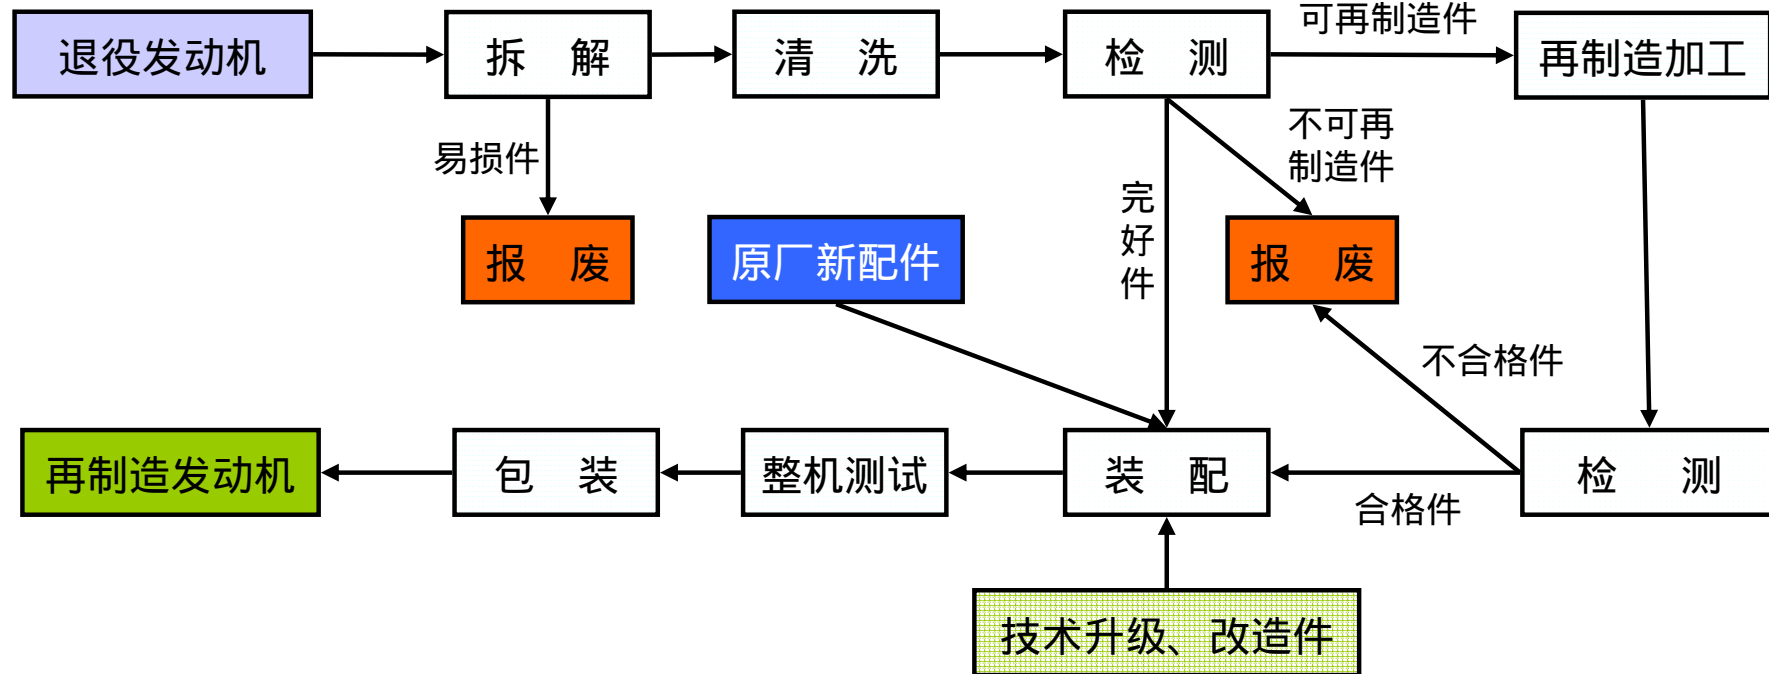 退役发动机
拆 解
清 洗
检 测
可再制造件
再制造加工
易损件
不可再
制造件
完
好
件
报 废
原厂新配件
报 废
不合格件
再制造发动机
包 装
整机测试
装 配
合格件
检 测
技术升级、改造件